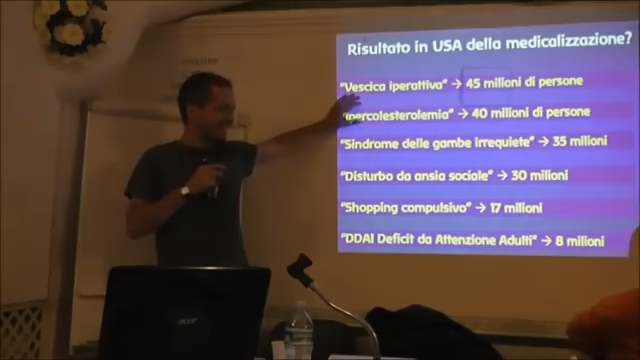 Risultato in USA della medicalizzazione?
"Vescica iperattiva" → 45 milioni di persone
percolesterolemia" → 40 milioni di persone
"Sindrome delle gambe irrequiete" → 35 milioni
"Disturbo da ansia sociale" → 30 milioni
"Shopping compulsivo" → 17 milioni
"DDAI Deficit da Attenzione Adulti" → 8 milioni
acer